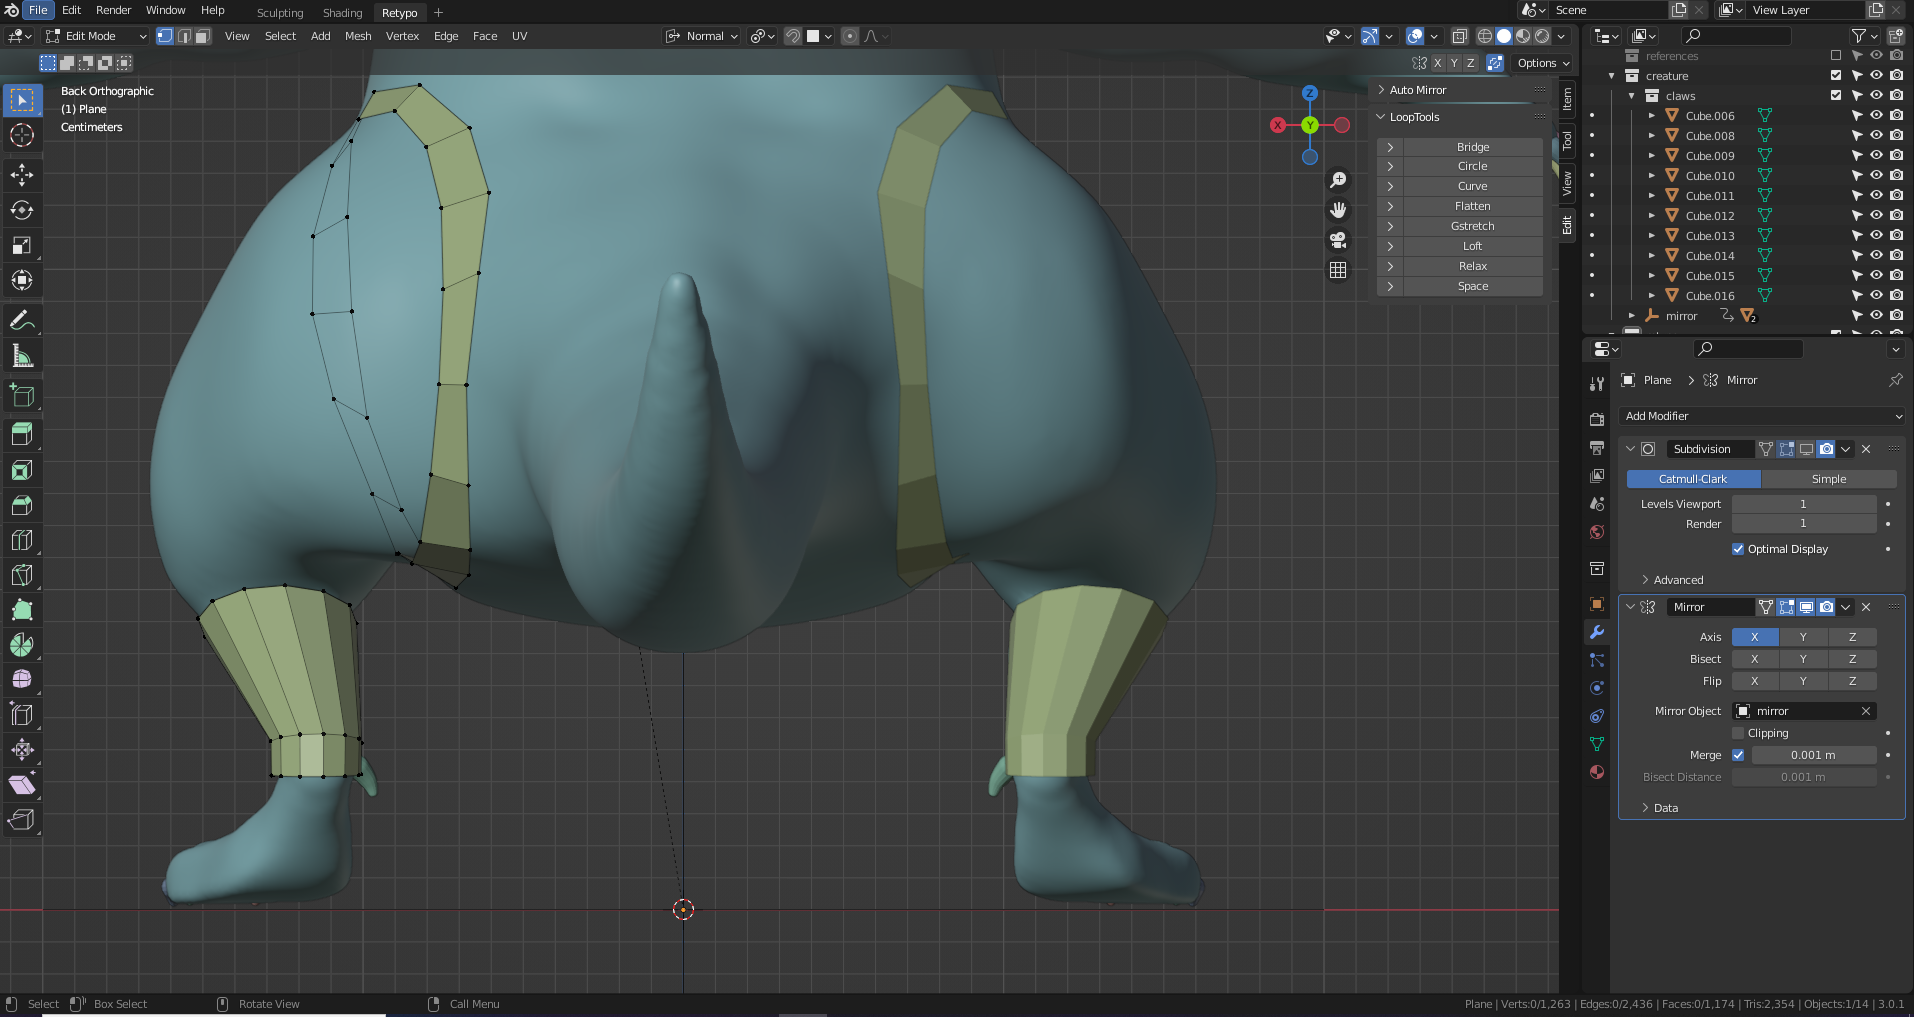 File Edit Render Window Help Sculpting Shading Retypo Scene View Layer
Edit Mode View Select Add Mesh Vertex Edge Face UV Normal
X Y Z Options
Back Orthographic
(1) Plane
Centimeters
Z
X
Y
Auto Mirror
LoopTools
Bridge
Circle
Curve
Flatten
Gstretch
Loft
Relax
Space
Item
Tool
View
Edit
references
creature
claws
Cube.006
Cube.008
Cube.009
Cube.010
Cube.011
Cube.012
Cube.013
Cube.014
Cube.015
Cube.016
mirror 2
Plane Mirror
Add Modifier
Subdivision
Catmull-Clark Simple
Levels Viewport 1
Render 1
Optimal Display
Advanced
Mirror
Axis X Y Z
Bisect X Y Z
Flip X Y Z
Mirror Object mirror
Clipping
Merge 0.001 m
Bisect Distance 0.001 m
Data
Select Box Select Rotate View Call Menu Plane | Verts:0/1,263 | Edges:0/2,436 | Faces:0/1,174 | Tris:2,354 | Objects:1/14 | 3.0.1